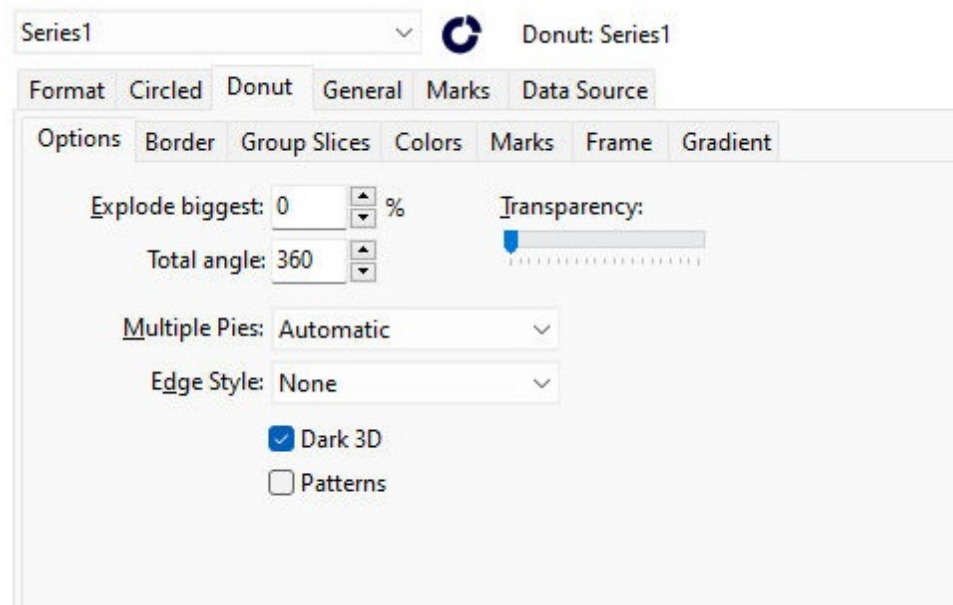 Series1 Donut: Series1
Format Circled Donut General Marks Data Source
Options Border Group Slices Colors Marks Frame Gradient
Explode biggest: 0 % Transparency:
Total angle: 360
Multiple Pies: Automatic
Edge Style: None
Dark 3D
Patterns